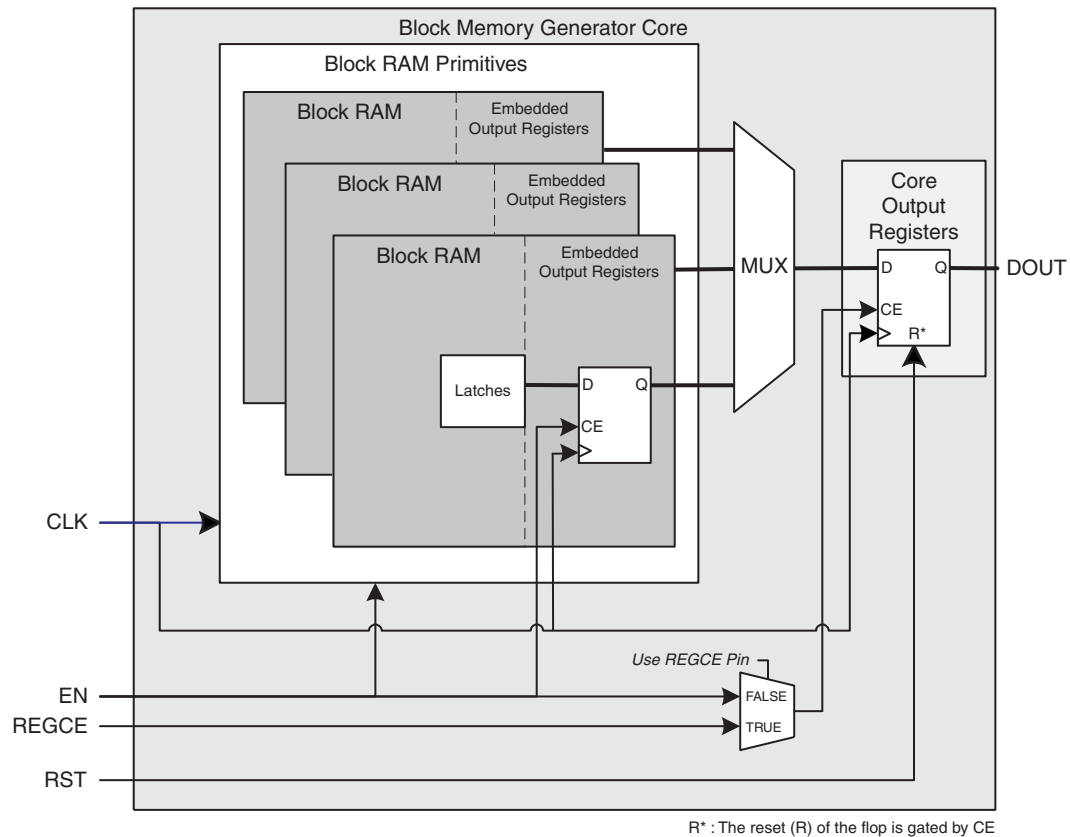 Block Memory Generator Core
Block RAM Primitives
Block RAM
Embedded
Output Registers
Block RAM
Embedded
Output Registers
Block RAM
Embedded
Output Registers
Latches
D
Q
CE
MUX
Core
Output
Registers
D
Q
CE
R*
DOUT
CLK
EN
REGCE
RST
Use REGCE Pin
FALSE
TRUE
R* : The reset (R) of the flop is gated by CE